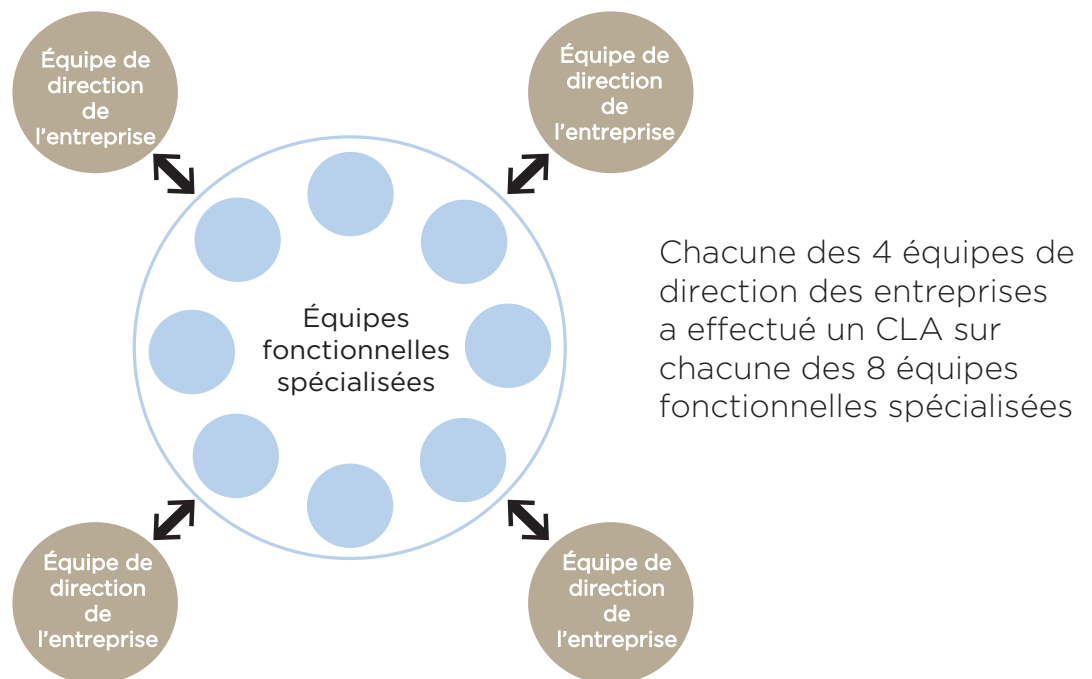 Équipe de
direction
de
l'entreprise
Équipe de
direction
de
l'entreprise
Équipes
fonctionnelles
spécialisées
Chacune des 4 équipes de
direction des entreprises
a effectué un CLA sur
chacune des 8 équipes
fonctionnelles spécialisées
Équipe de
direction
de
l'entreprise
Équipe de
direction
de
l'entreprise